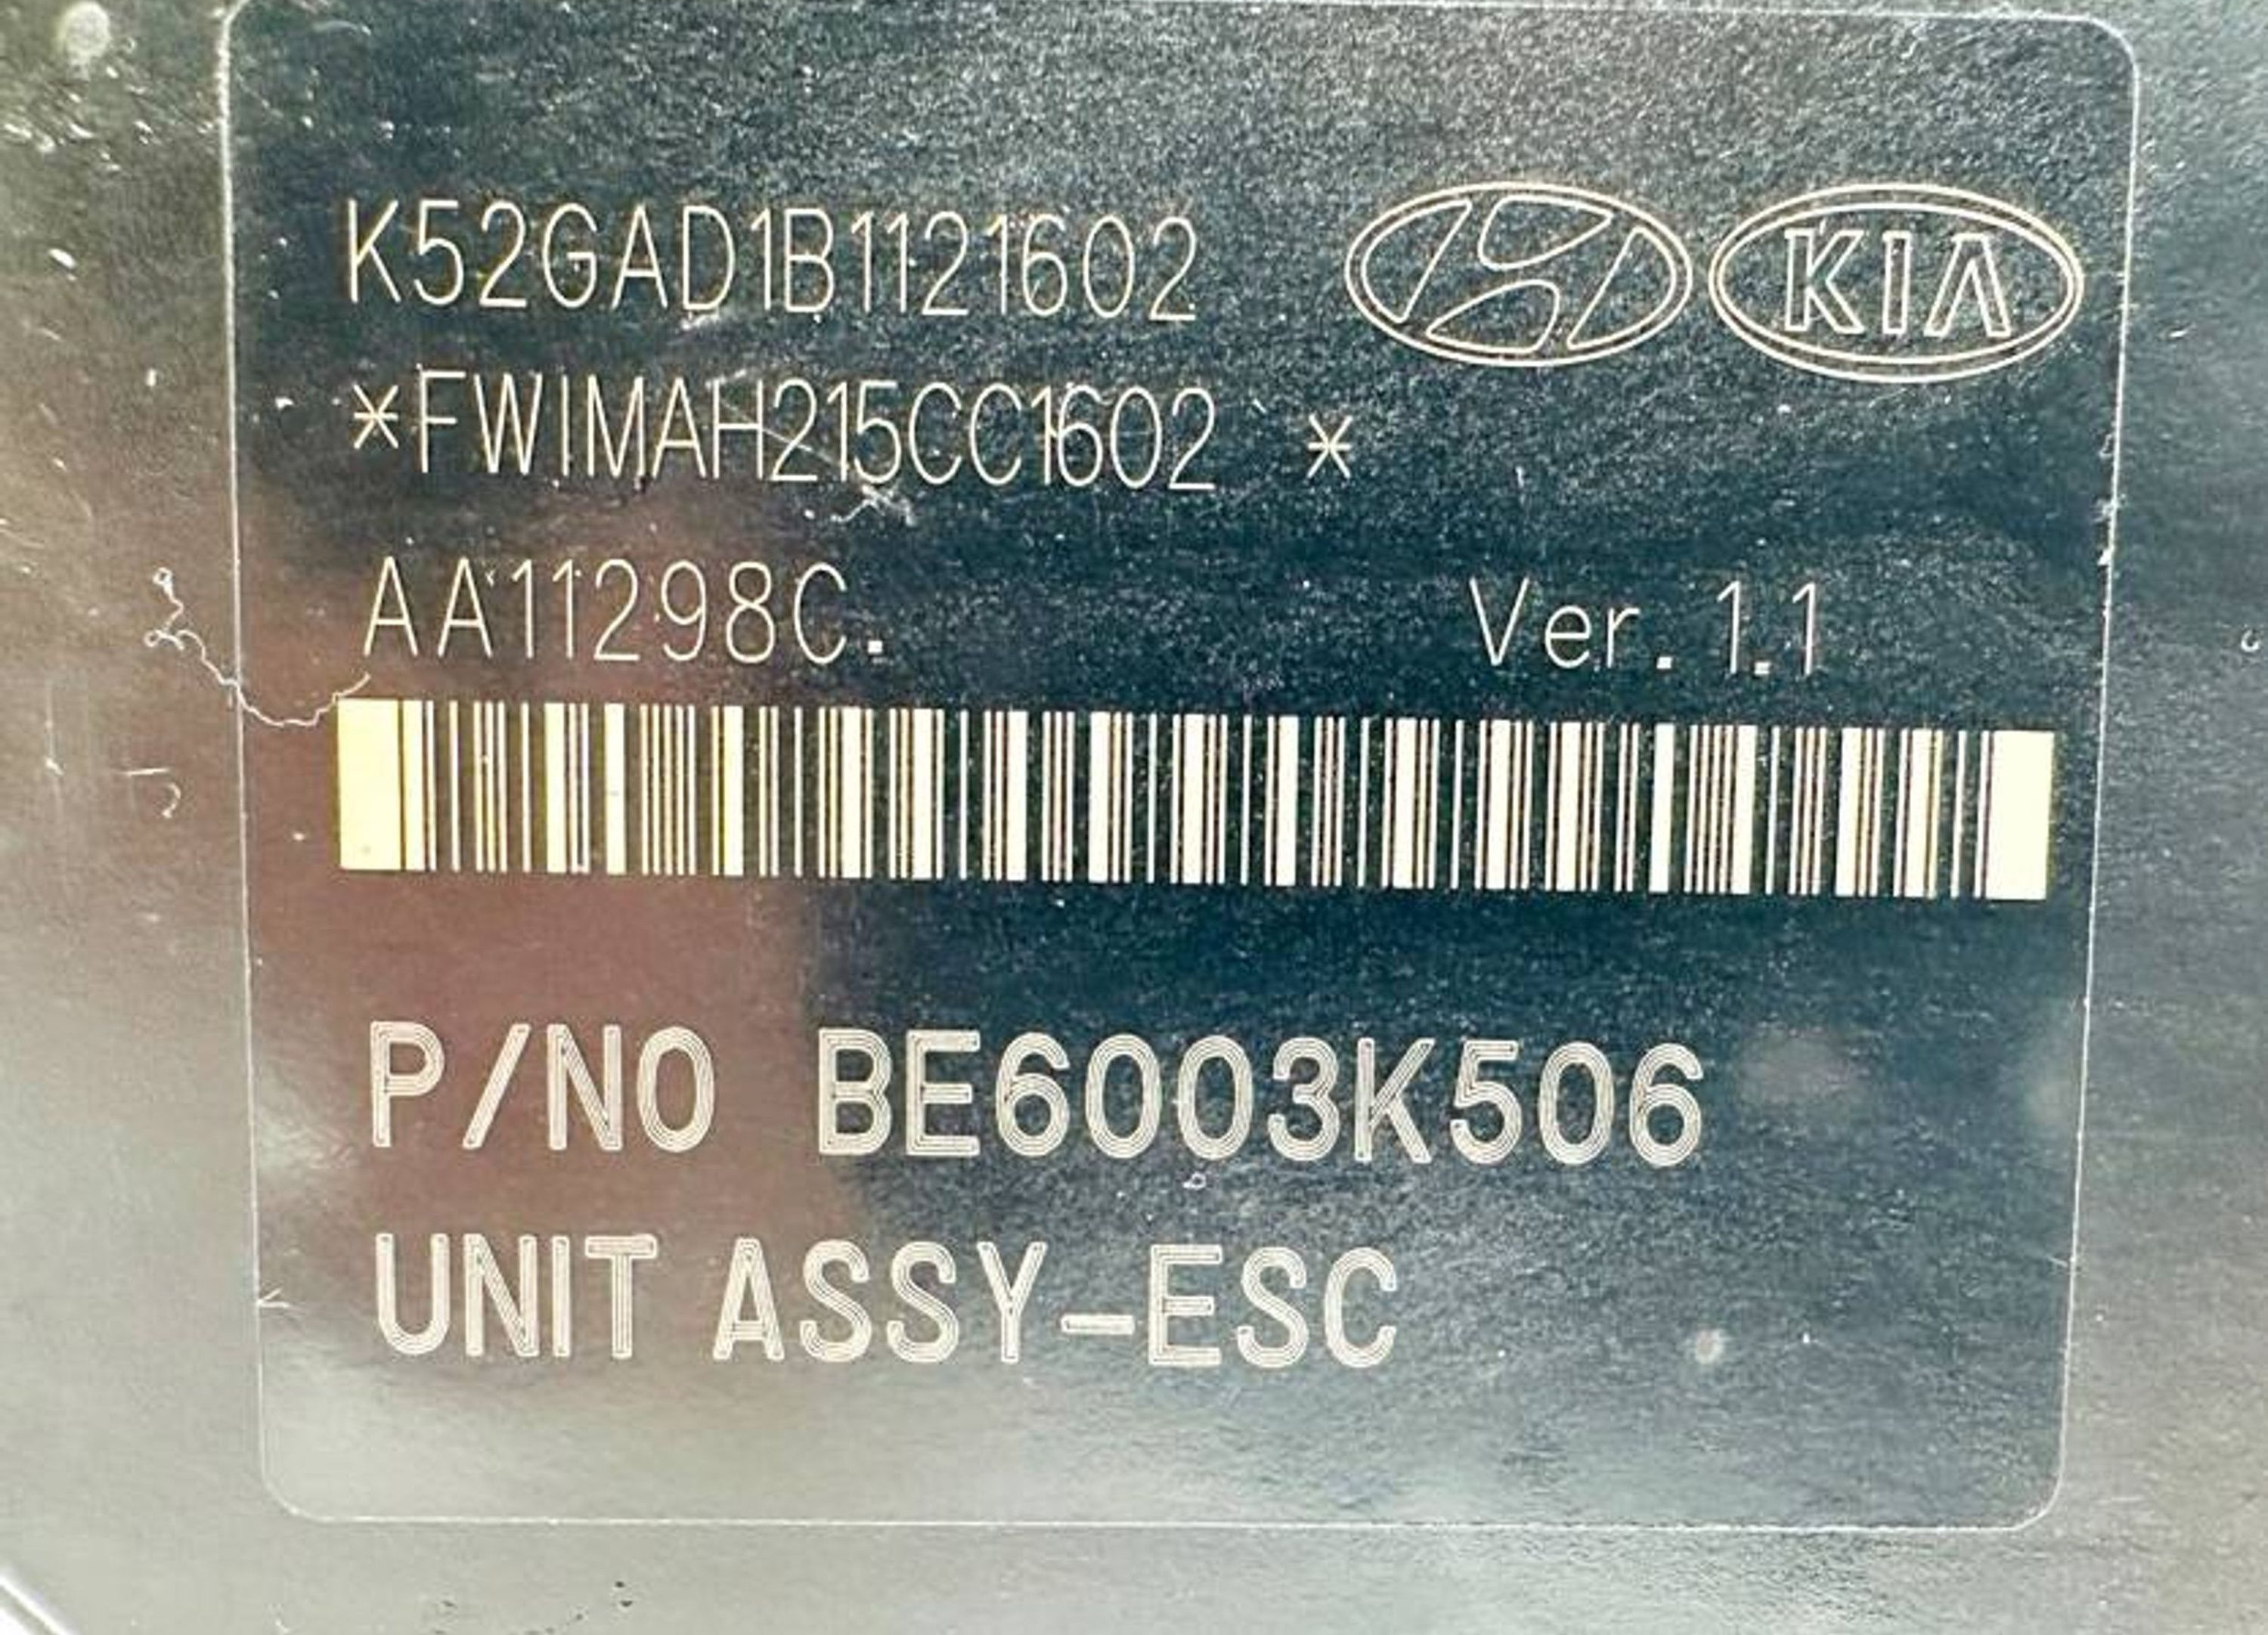 K52GAD1B1121602
KIA
*FWIMAH215CC1602 *
AA11298C. Ver. 1.1
P/NO BE6003K506
UNIT ASSY-ESC